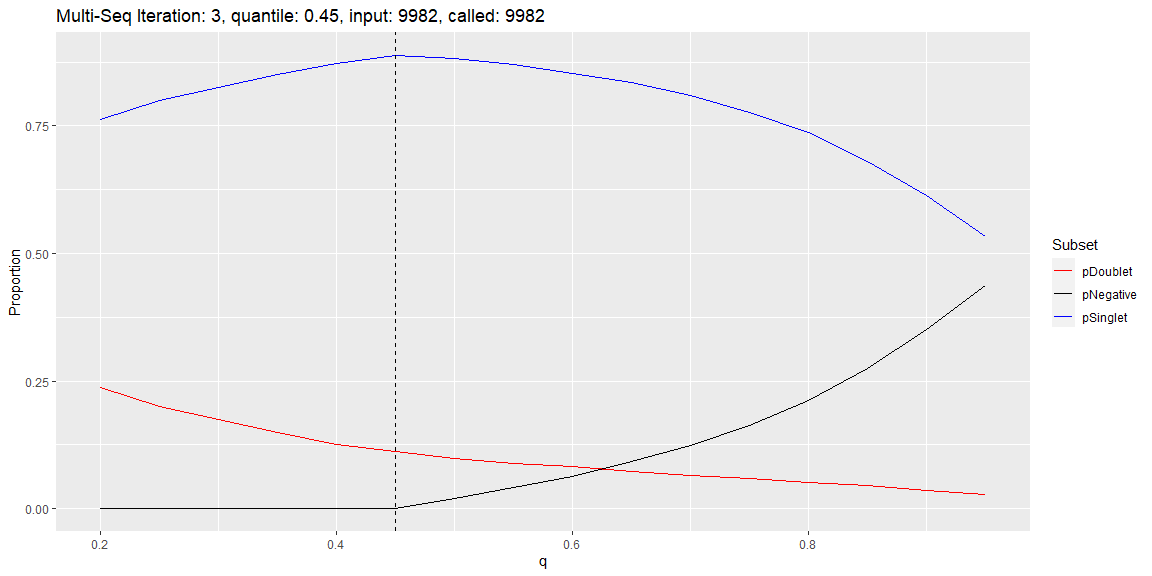 Multi-Seq Iteration: 3, quantile: 0.45, input: 9982, called: 9982
Proportion
0.75
0.50
0.25
0.00
0.2
0.4
0.6
0.8
q
Subset
pDoublet
pNegative
pSinglet